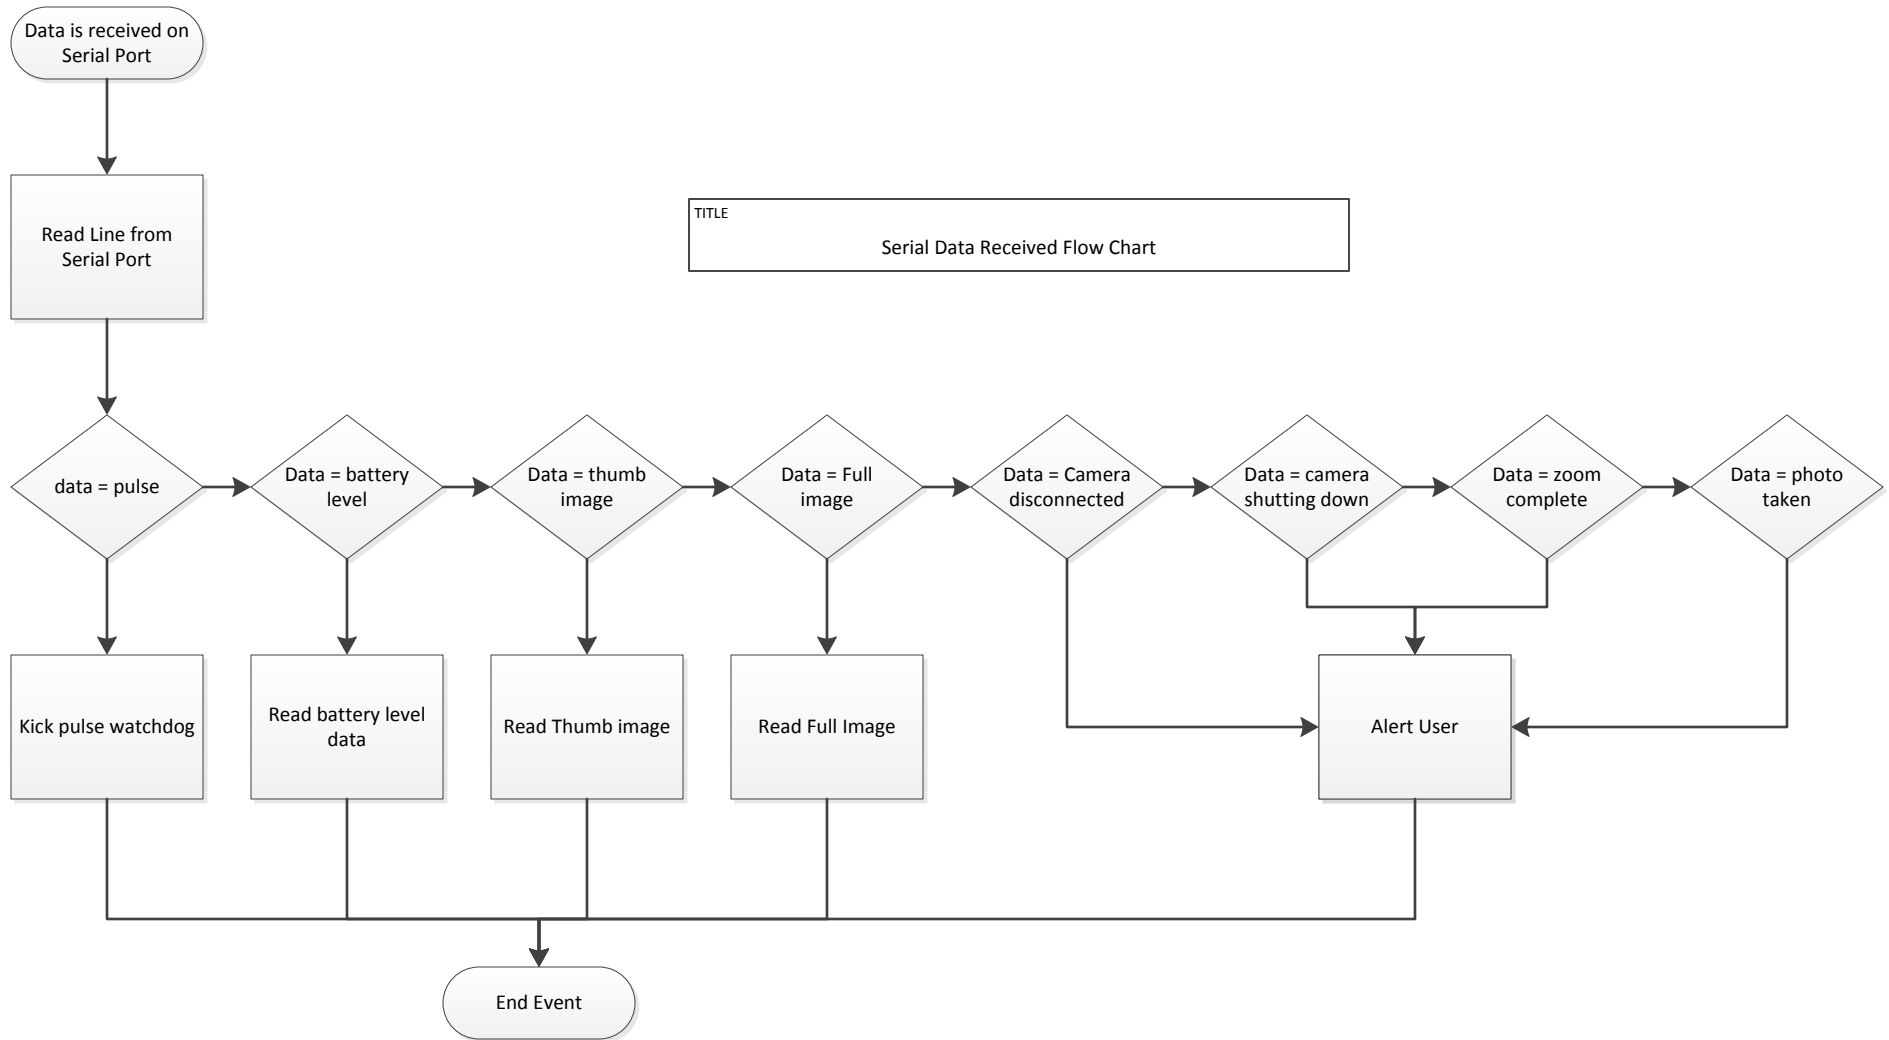 Data is received on
Serial Port
Read Line from
Serial Port
TITLE
Serial Data Received Flow Chart
data = pulse
Data = battery
level
Data = thumb
image
Data = Full
image
Data = Camera
disconnected
Data = camera
shutting down
Data = zoom
complete
Data = photo
taken
Kick pulse watchdog
Read battery level
data
Read Thumb image
Read Full Image
Alert User
End Event